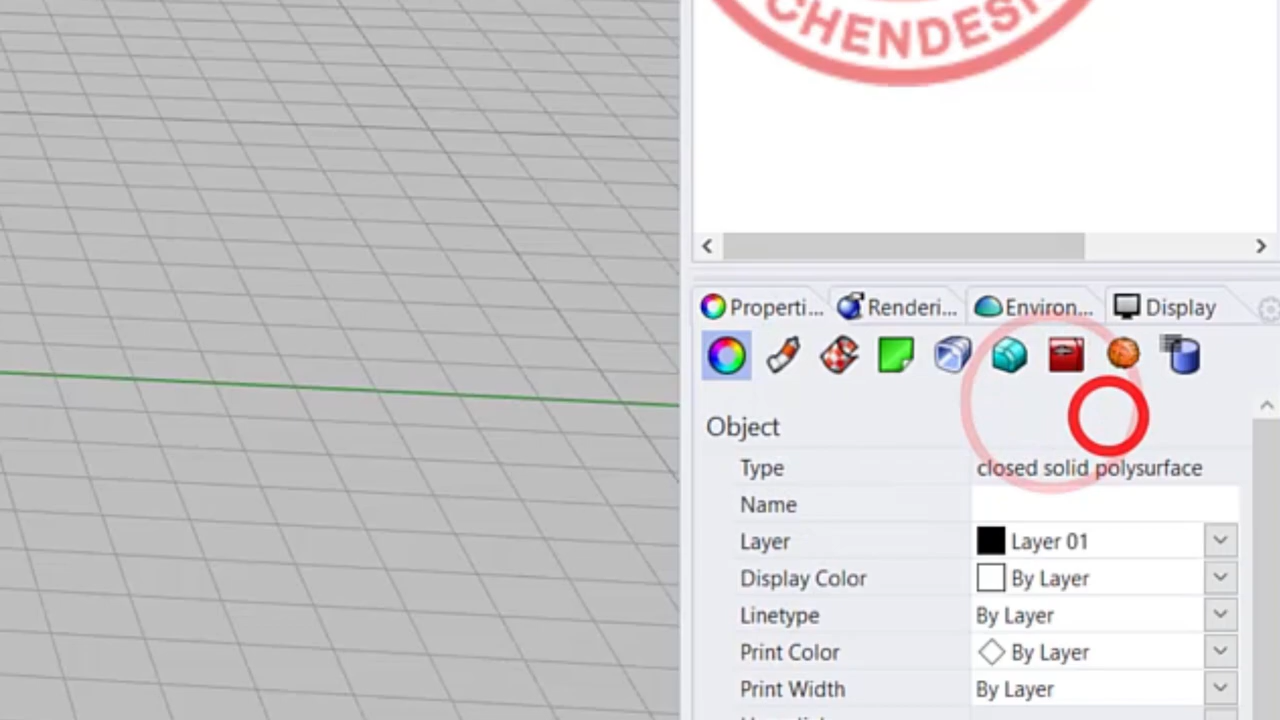 CHENDESI
Properti... Renderi... Environ... Display
Object
Type closed solid polysurface
Name
Layer Layer 01
Display Color By Layer
Linetype By Layer
Print Color By Layer
Print Width By Layer